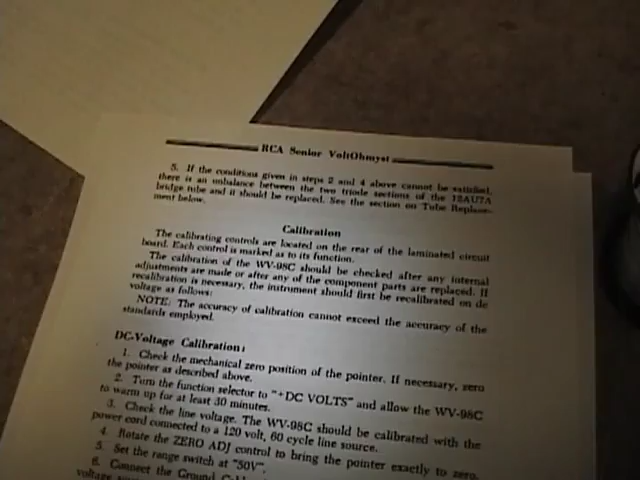 RCA Senior VoltOhmyst
5. If the conditions given in steps 2 and 4 above cannot be satisfied,
there is an unbalance between the two triode sections of the 12AU7A
bridge tube and it should be replaced. See the section on Tube Replace-
ment below.
Calibration
The calibrating controls are located on the rear of the laminated circuit
board. Each control is marked as to its function.
The calibration of the WV-98C should be checked after any internal
adjustments are made or after any of the component parts are replaced. If
recalibration is necessary, the instrument should first be recalibrated on dc
voltage as follows:
NOTE: The accuracy of calibration cannot exceed the accuracy of the
standards employed.
DC-Voltage Calibration:
1. Check the mechanical zero position of the pointer. If necessary, zero
the pointer as described above.
2. Turn the function selector to "+DC VOLTS" and allow the WV-98C
to warm up for at least 30 minutes.
3. Check the line voltage. The WV-98C should be calibrated with the
power cord connected to a 120 volt, 60 cycle line source.
4. Rotate the ZERO ADJ control to bring the pointer exactly to zero.
5. Set the range switch at "50V".
6. Connect the Ground
voltage